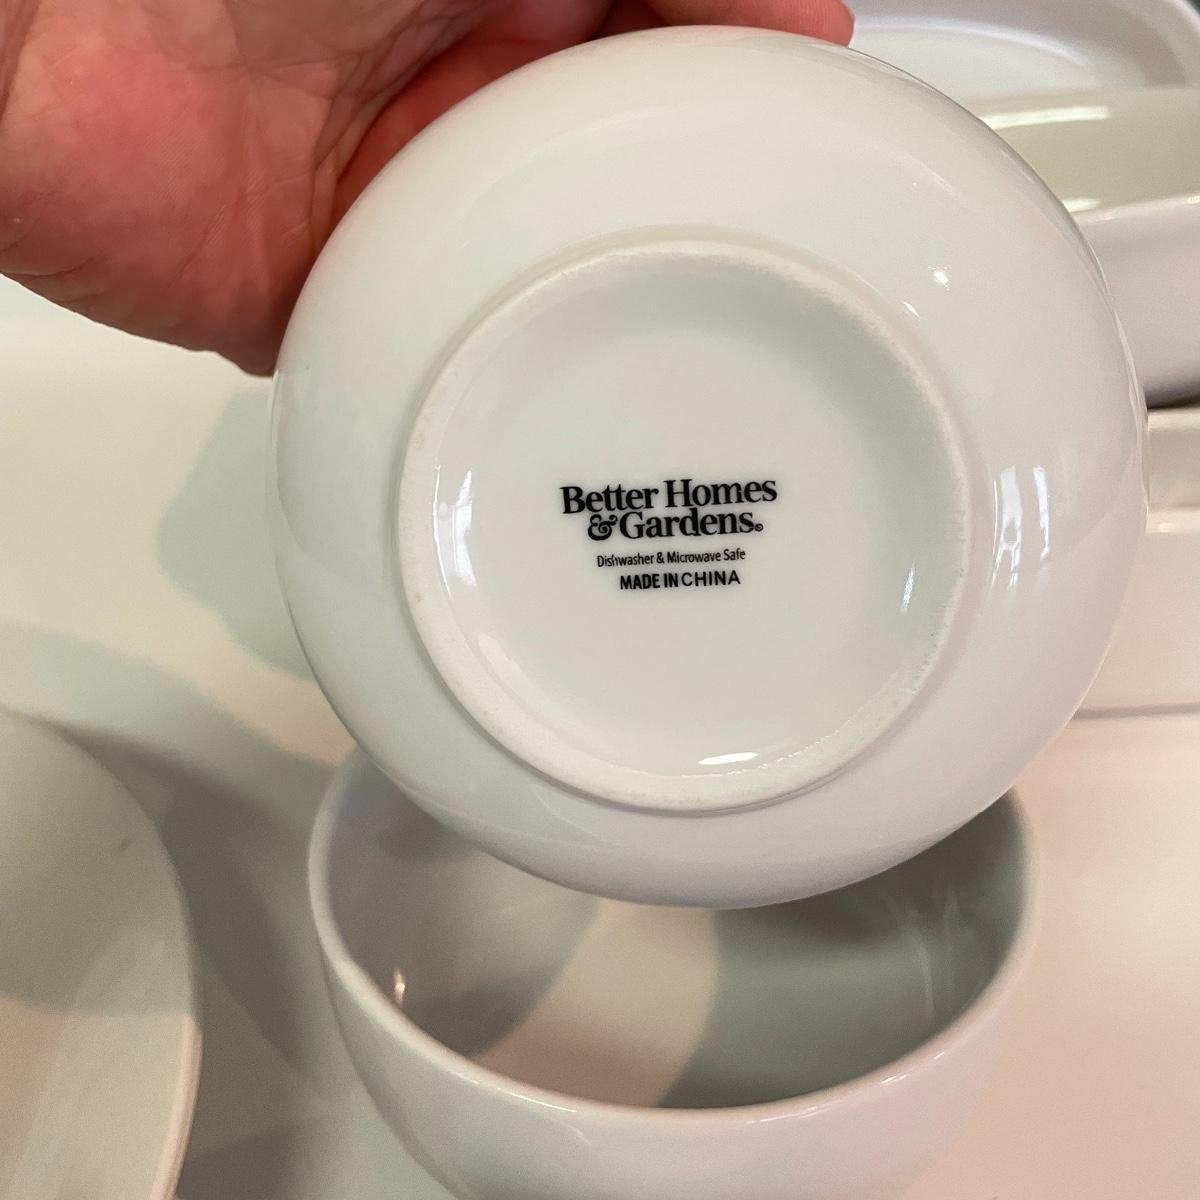 Better Homes
& Gardens®
Dishwasher & Microwave Safe
MADE IN CHINA